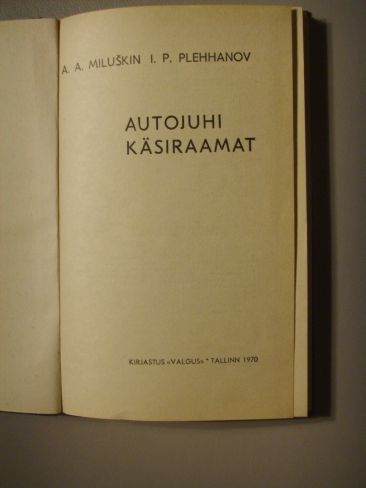 A. A. MILUŠKIN I. P. PLEHHANOV
AUTOJUHI
KÄSIRAAMAT
KIRJASTUS «VALGUS» * TALLINN 1970